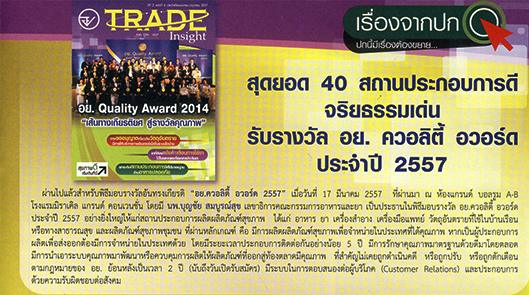 TRADE
Insight
อย. Quality Award 2014
"เส้นทางเกียรติยศ สู่รางวัลคุณภาพ"
เรื่องจากปก
ปกนี้มีเรื่องต้องขยาย...
สุดยอด 40 สถานประกอบการดี
จริยธรรมเด่น
รับรางวัล อย. ควอลิตี้ อวอร์ด
ประจำปี 2557
ผ่านไปแล้วสำหรับพิธีมอบรางวัลอันทรงเกียรติ "อย.ควอลิตี้ อวอร์ด 2557" เมื่อวันที่ 17 มีนาคม 2557 ที่ผ่านมา ณ ห้องแกรนด์ บอลรูม A-B
โรงแรมมิราเคิล แกรนด์ คอนเวนชั่น โดยมี นพ.บุญชัย สมบูรณ์สุข เลขาธิการคณะกรรมการอาหารและยา เป็นประธานในพิธีมอบรางวัล อย.ควอลิตี้ อวอร์ด
ประจำปี 2557 อย่างยิ่งใหญ่ให้แก่สถานประกอบการผลิตผลิตภัณฑ์สุขภาพ ได้แก่ อาหาร ยา เครื่องสำอาง เครื่องมือแพทย์ วัตถุอันตรายที่ใช้ในบ้านเรือน
หรือทางสาธารณสุข และผลิตภัณฑ์สุขภาพชุมชน ที่ผ่านหลักเกณฑ์ คือ มีการผลิตผลิตภัณฑ์สุขภาพเพื่อจำหน่ายในประเทศที่ได้คุณภาพ หากเป็นผู้ประกอบการ
ผลิตเพื่อส่งออกต้องมีการจำหน่ายในประเทศด้วย โดยมีระยะเวลาประกอบการติดต่อกันอย่างน้อย 5 ปี มีการรักษาคุณภาพมาตรฐานด้วยดีมาโดยตลอด
มีการนำเอาระบบคุณภาพมาพัฒนาหรือควบคุมการผลิตให้ผลิตภัณฑ์ที่ออกสู่ท้องตลาดมีคุณภาพ ที่สำคัญไม่เคยถูกดำเนินคดี หรือถูกปรับ หรือถูกตักเตือน
ตามกฎหมายของ อย. ย้อนหลังเป็นเวลา 2 ปี (นับถึงวันปิดรับสมัคร) มีระบบในการตอบสนองต่อผู้บริโภค (Customer Relations) และประกอบการ
ด้วยความรับผิดชอบต่อสังคม